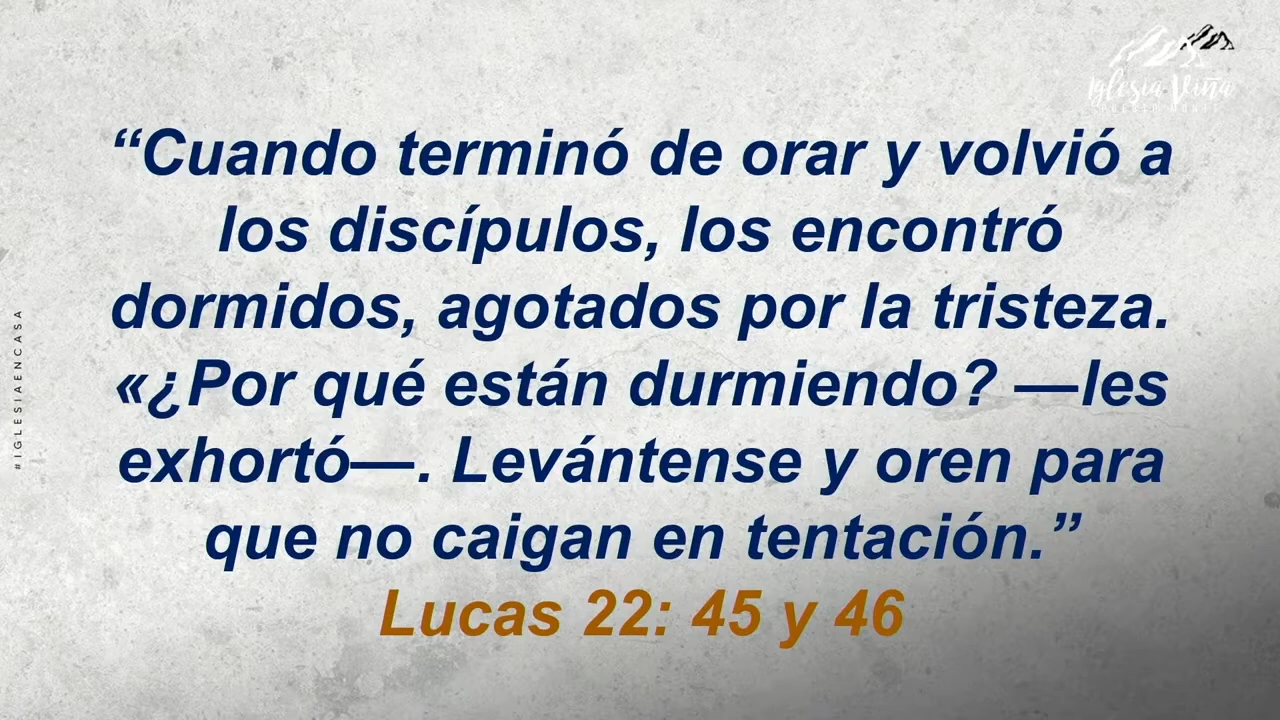 Iglesia Viña
“Cuando terminó de orar y volvió a
los discípulos, los encontró
dormidos, agotados por la tristeza.
«¿Por qué están durmiendo? —les
exhortó—. Levántense y oren para
que no caigan en tentación.”
Lucas 22: 45 y 46
#IGLESIAENCASA